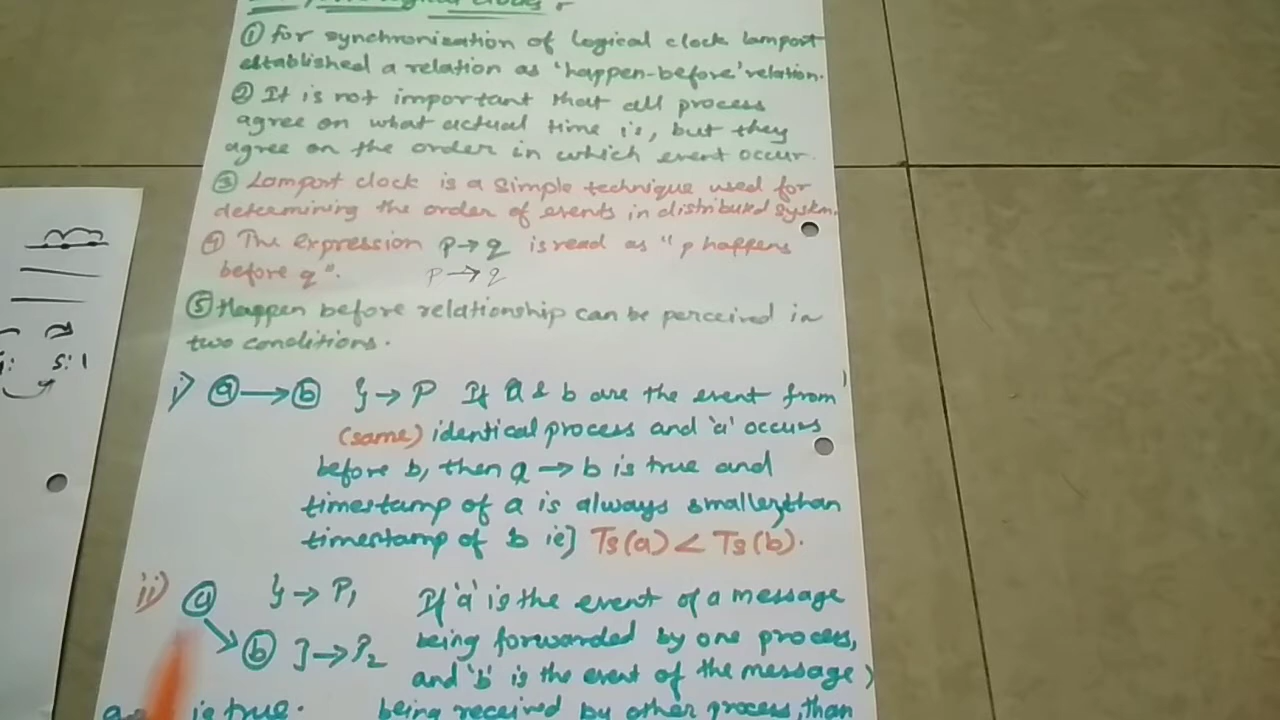 logical clocks :
① For synchronization of logical clock lamport
established a relation as 'happen-before' relation.
② It is not important that all process
agree on what actual time is, but they
agree on the order in which event occur.
③ Lamport clock is a simple technique used for
determining the order of events in distributed system.
④ The expression p→q is read as "p happens
before q". P→q
⑤ Happen before relationship can be perceived in
two conditions.
i) ⓐ→ⓑ }→P If a & b are the event from
(same) identical process and 'a' occurs
before b, then a→b is true and
timestamp of a is always smaller than
timestamp of b ie] Ts(a) < Ts(b).
ii) ⓐ }→P1 If 'a' is the event of a message
ⓑ }→P2 being forwarded by one process,
and 'b' is the event of the message
is true. being received by other process, than
S:1